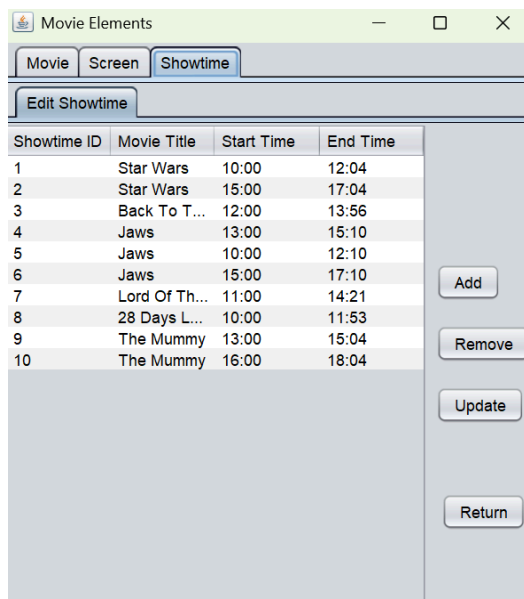 Movie Elements
Movie Screen Showtime
Edit Showtime
Showtime ID Movie Title Start Time End Time
1 Star Wars 10:00 12:04
2 Star Wars 15:00 17:04
3 Back To T... 12:00 13:56
4 Jaws 13:00 15:10
5 Jaws 10:00 12:10
6 Jaws 15:00 17:10
7 Lord Of Th... 11:00 14:21
8 28 Days L... 10:00 11:53
9 The Mummy 13:00 15:04
10 The Mummy 16:00 18:04
Add
Remove
Update
Return